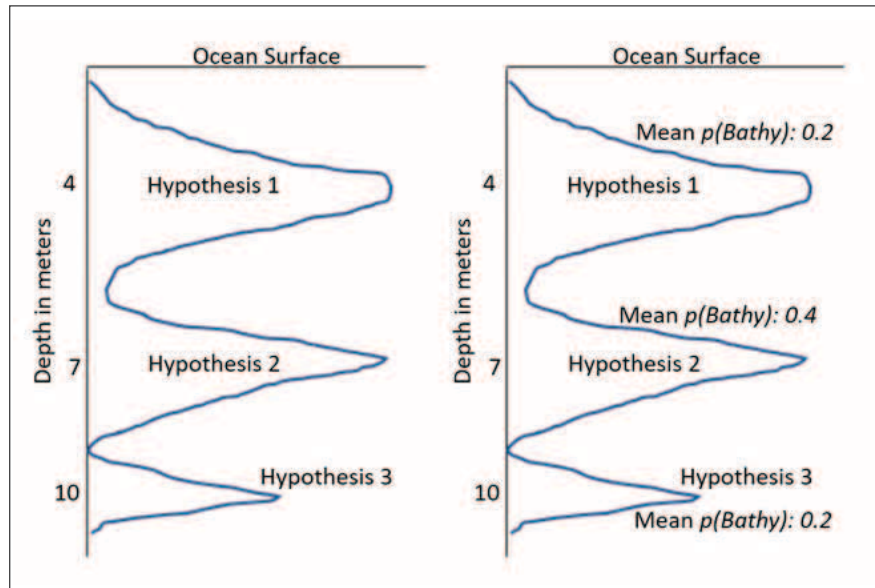 Ocean Surface
4
Hypothesis 1
Depth in meters
7
Hypothesis 2
Hypothesis 3
10
Ocean Surface
Mean p(Bathy): 0.2
4
Hypothesis 1
Depth in meters
Mean p(Bathy): 0.4
7
Hypothesis 2
Hypothesis 3
10
Mean p(Bathy): 0.2